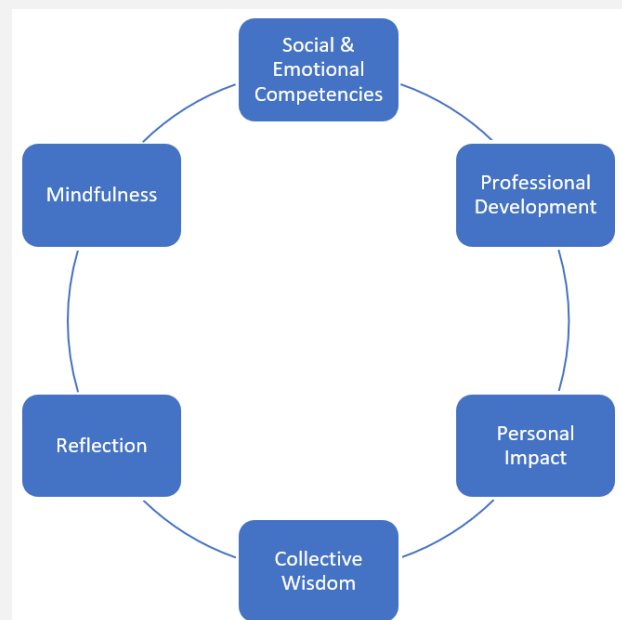 Social &
Emotional
Competencies
Professional
Development
Personal
Impact
Collective
Wisdom
Reflection
Mindfulness